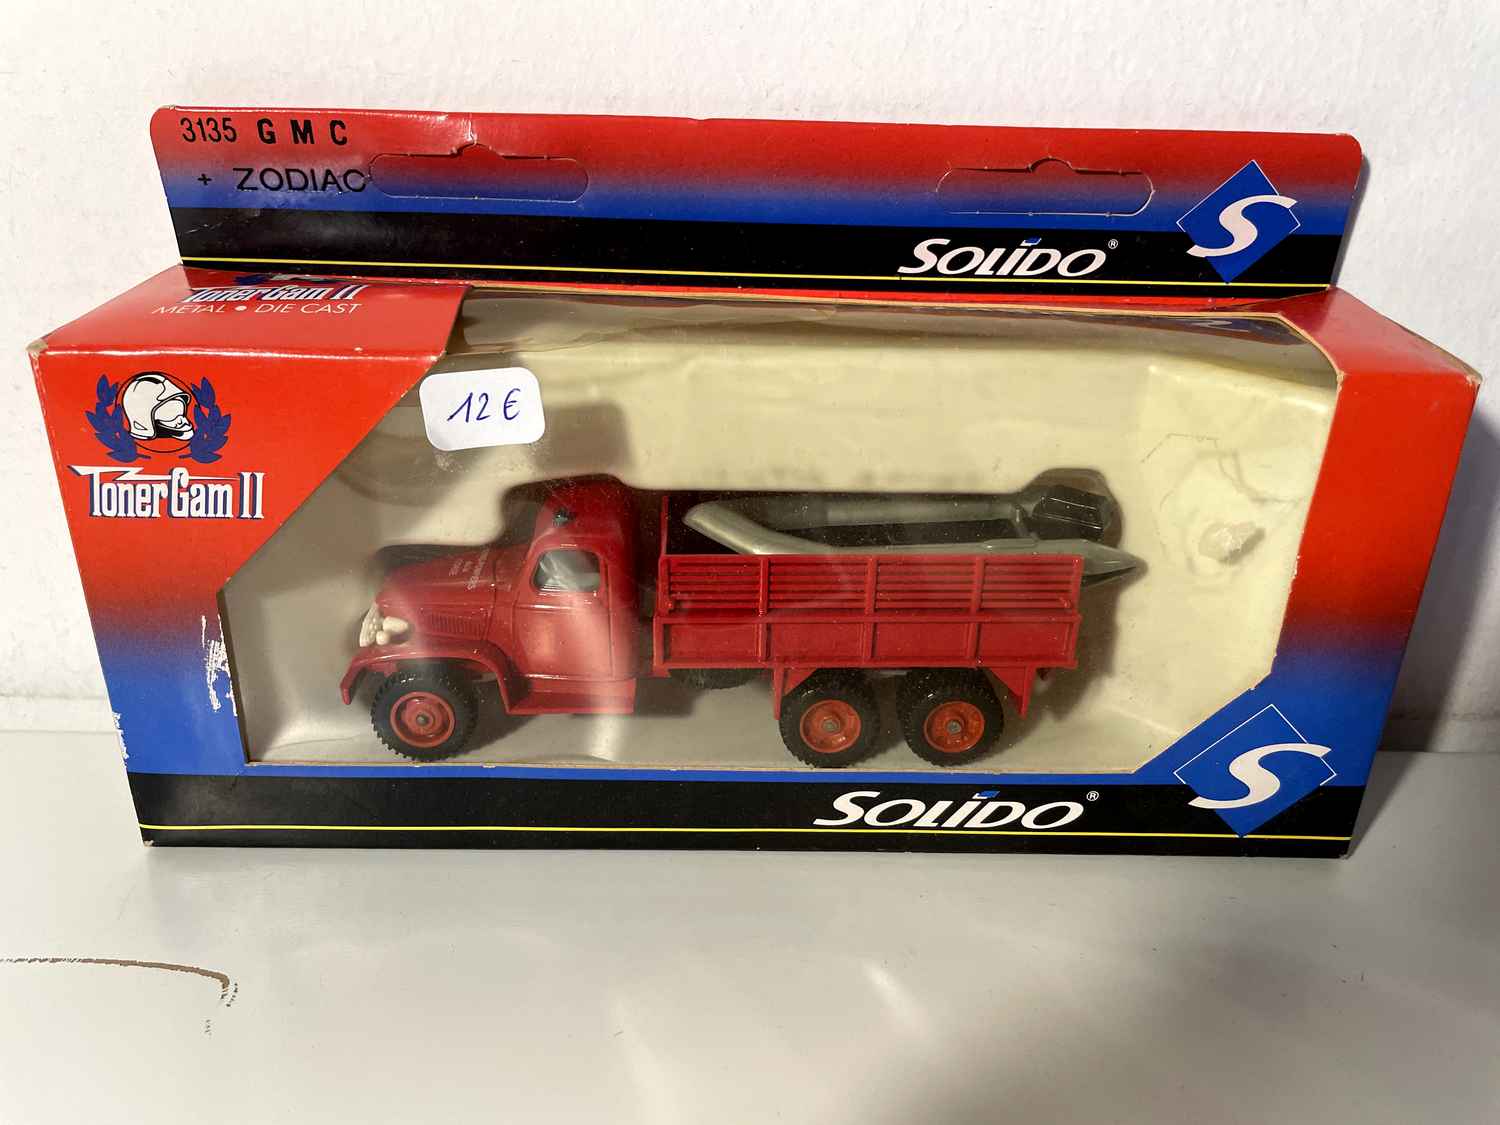 3135 G M C
+ ZODIAC
SOLIDO®
S
TonerGam II
METAL • DIE CAST
12 €
TonerGam II
SOLIDO®
S